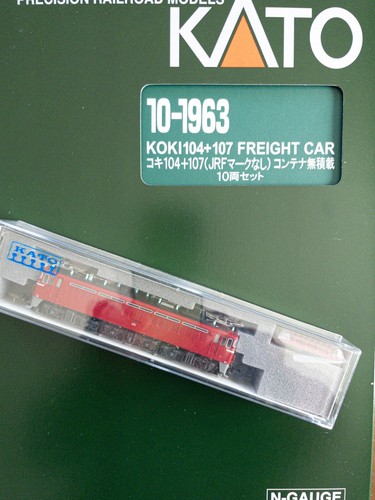 PRECISION RAILROAD MODELS
KATO
10-1963
KOKI104+107 FREIGHT CAR
コキ104+107(JRFマークなし) コンテナ無積載
10両セット
KATO
N-GAUGE